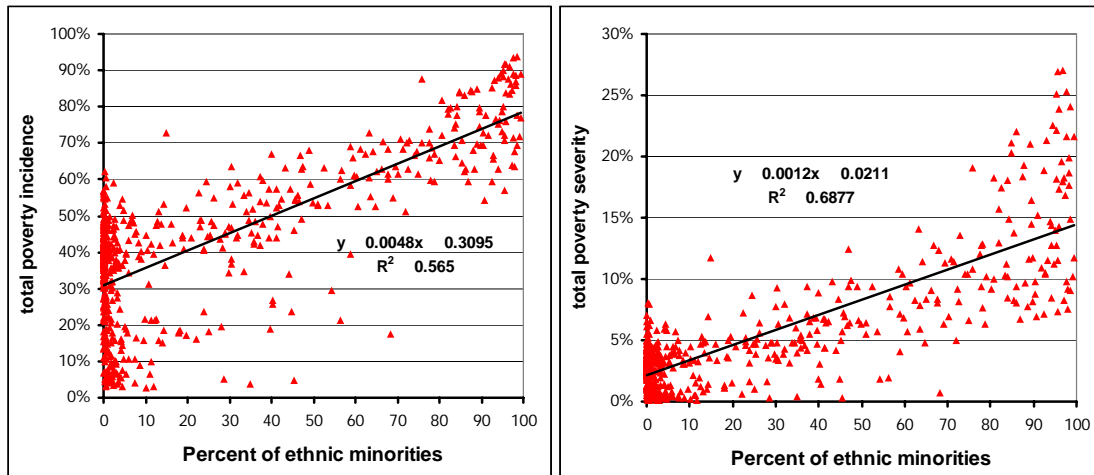 total poverty incidence
100%
90%
80%
70%
60%
50%
40%
30%
20%
10%
0%
y 0.0048x 0.3095
R² 0.565
0 10 20 30 40 50 60 70 80 90 100
Percent of ethnic minorities
total poverty severity
30%
25%
20%
15%
10%
5%
0%
y 0.0012x 0.0211
R² 0.6877
0 10 20 30 40 50 60 70 80 90 100
Percent of ethnic minorities